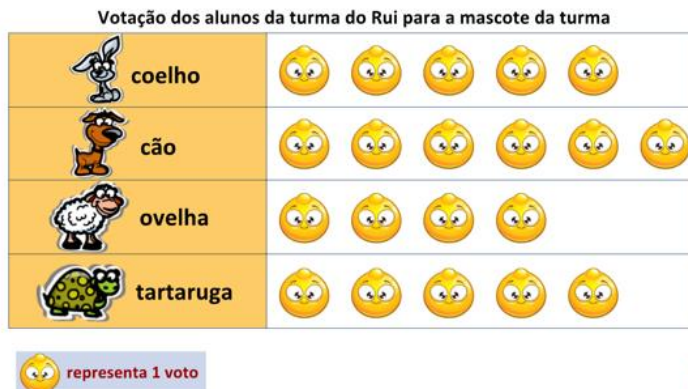 Votação dos alunos da turma do Rui para a mascote da turma
coelho
cão
ovelha
tartaruga
representa 1 voto